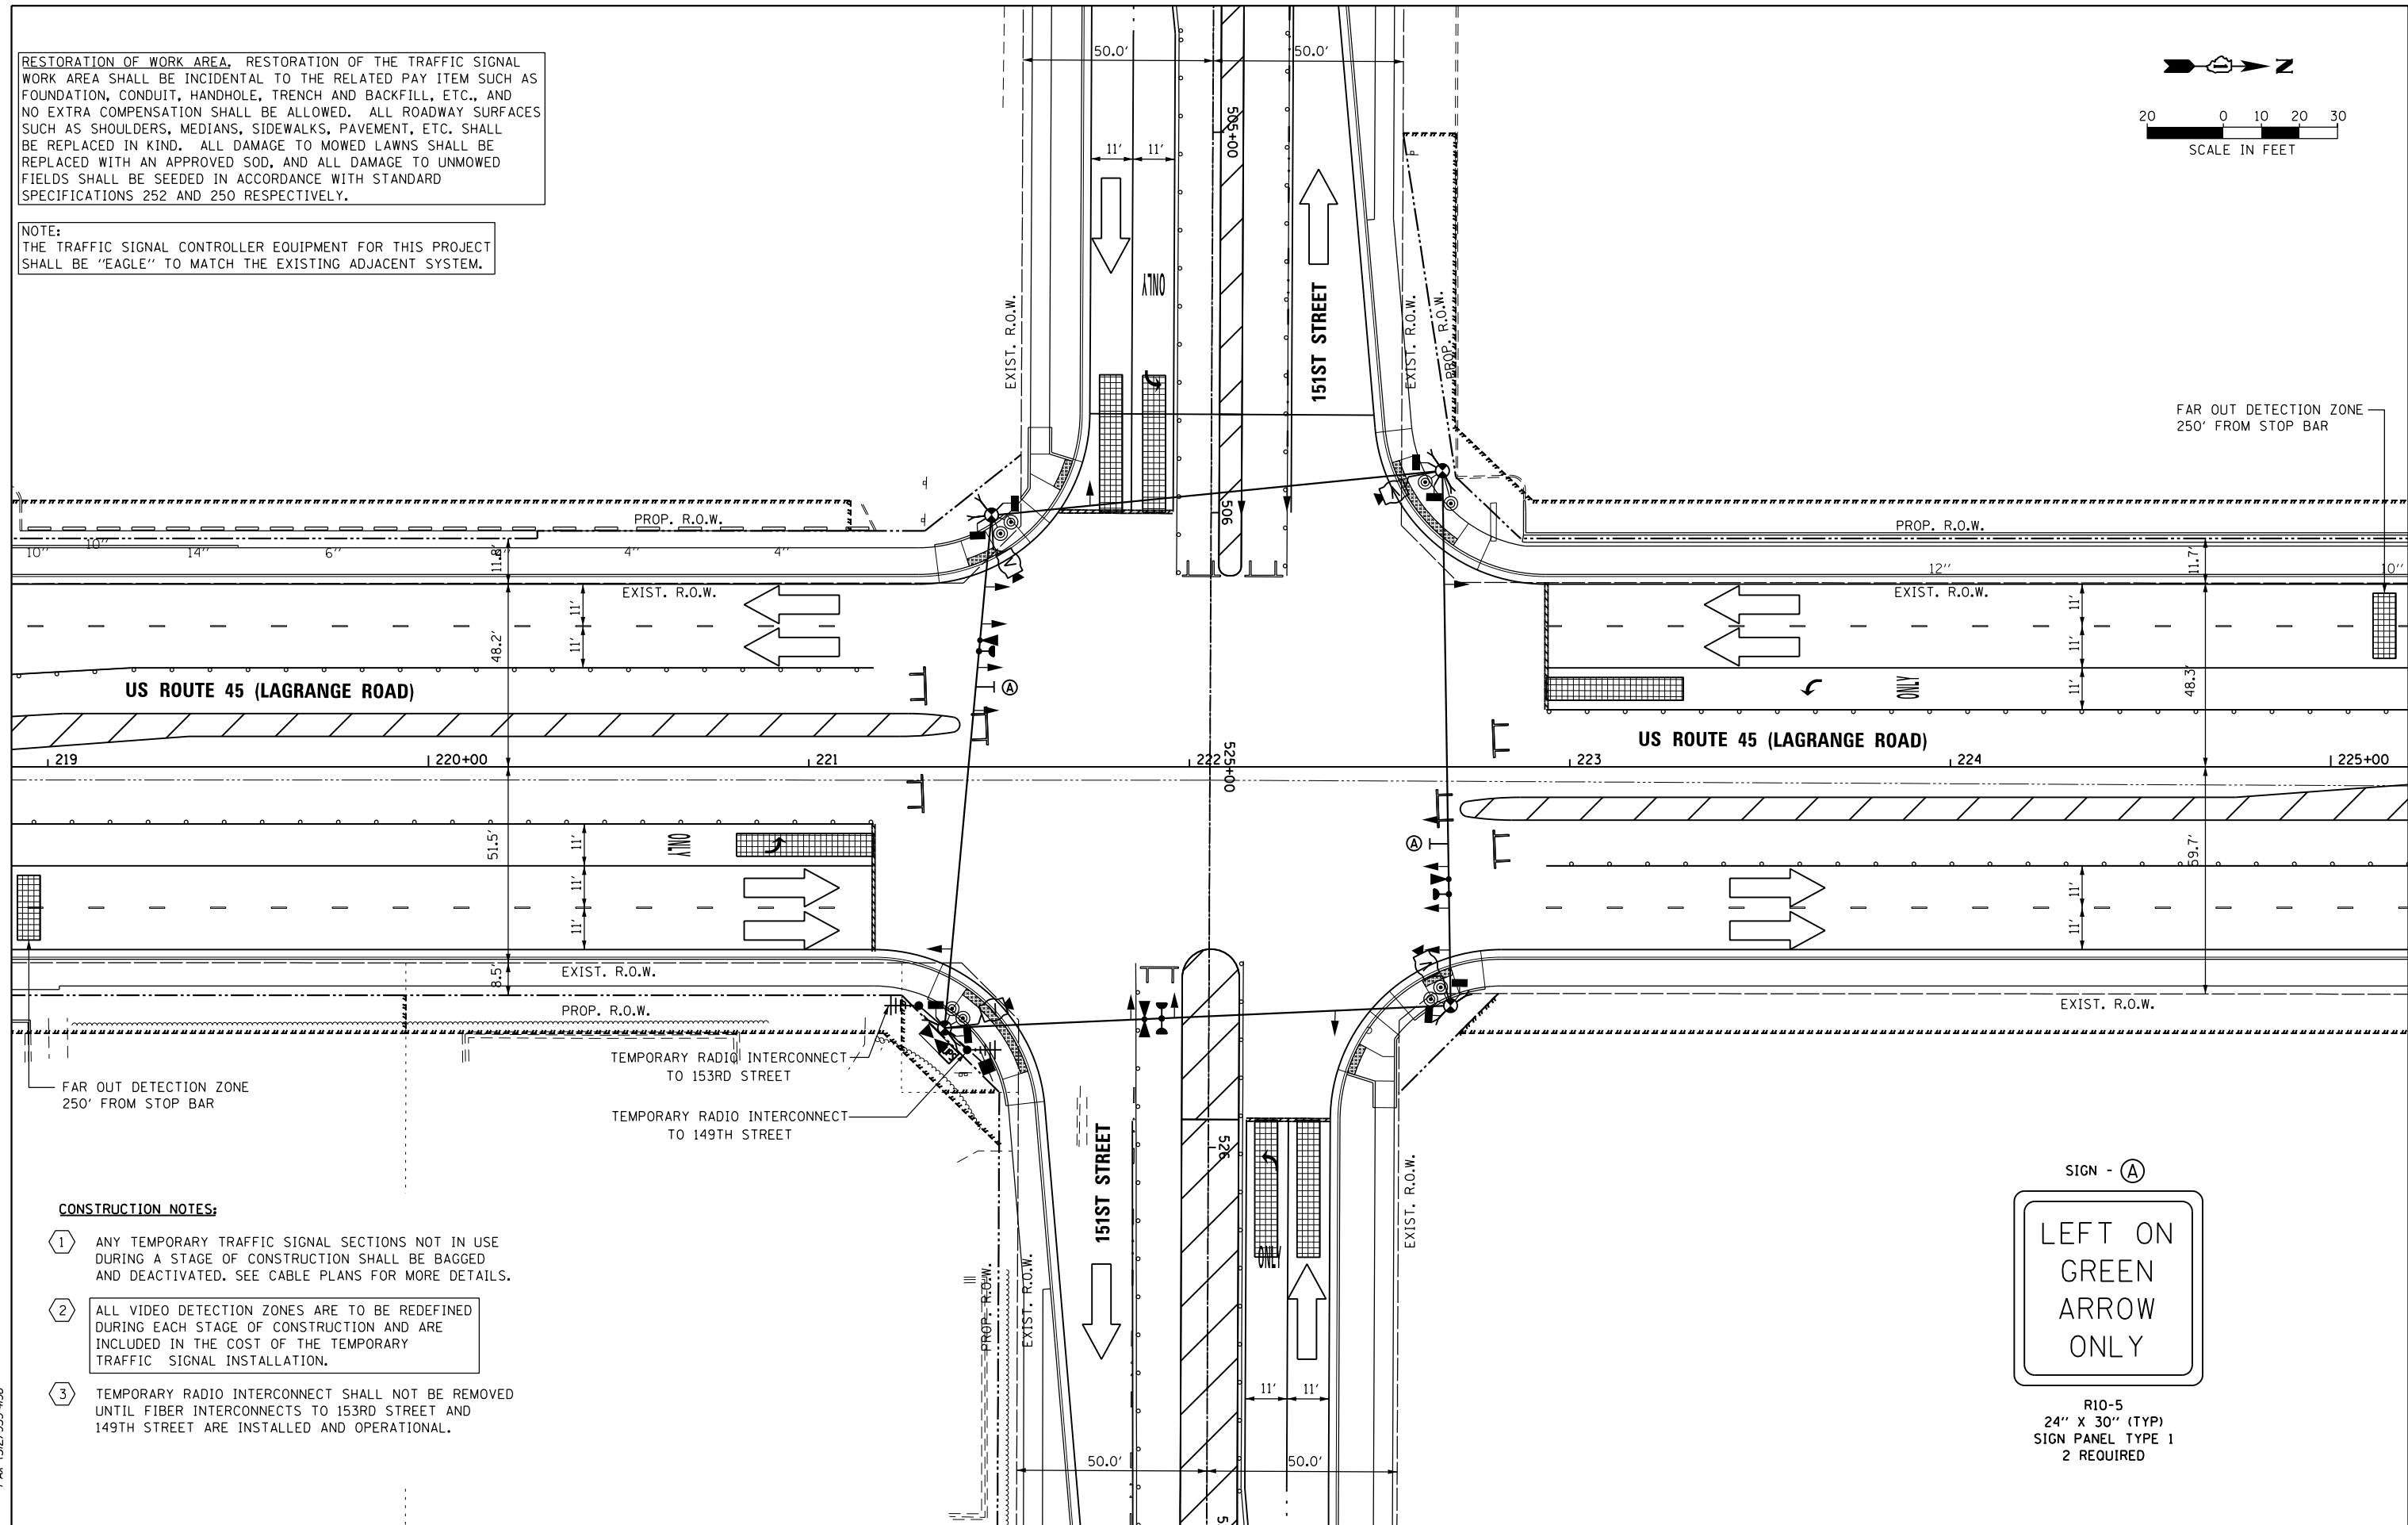 RESTORATION OF WORK AREA. RESTORATION OF THE TRAFFIC SIGNAL
WORK AREA SHALL BE INCIDENTAL TO THE RELATED PAY ITEM SUCH AS
FOUNDATION, CONDUIT, HANDHOLE, TRENCH AND BACKFILL, ETC., AND
NO EXTRA COMPENSATION SHALL BE ALLOWED. ALL ROADWAY SURFACES
SUCH AS SHOULDERS, MEDIANS, SIDEWALKS, PAVEMENT, ETC. SHALL
BE REPLACED IN KIND. ALL DAMAGE TO MOWED LAWNS SHALL BE
REPLACED WITH AN APPROVED SOD, AND ALL DAMAGE TO UNMOWED
FIELDS SHALL BE SEEDED IN ACCORDANCE WITH STANDARD
SPECIFICATIONS 252 AND 250 RESPECTIVELY.
NOTE:
THE TRAFFIC SIGNAL CONTROLLER EQUIPMENT FOR THIS PROJECT
SHALL BE "EAGLE" TO MATCH THE EXISTING ADJACENT SYSTEM.
50.0'
50.0'
505+00
11'
11'
ONLY
151ST STREET
EXIST. R.O.W.
EXIST. R.O.W.
PROP. R.O.W.
N
20 0 10 20 30
SCALE IN FEET
FAR OUT DETECTION ZONE
250' FROM STOP BAR
506
PROP. R.O.W.
PROP. R.O.W.
10"
10"
14"
6"
4"
4"
11.8'
12"
10"
11.7'
EXIST. R.O.W.
EXIST. R.O.W.
48.2'
11'
11'
11'
11'
11'
48.3'
ONLY
A
US ROUTE 45 (LAGRANGE ROAD)
US ROUTE 45 (LAGRANGE ROAD)
219
220+00
221
222
525+00
223
224
225+00
51.5'
11'
11'
11'
ONLY
A
11'
11'
59.7'
8.5'
EXIST. R.O.W.
PROP. R.O.W.
EXIST. R.O.W.
TEMPORARY RADIO INTERCONNECT
TO 153RD STREET
TEMPORARY RADIO INTERCONNECT
TO 149TH STREET
FAR OUT DETECTION ZONE
250' FROM STOP BAR
151ST STREET
526
ONLY
PROP. R.O.W.
EXIST. R.O.W.
EXIST. R.O.W.
11'
11'
50.0'
50.0'
CONSTRUCTION NOTES:
1 ANY TEMPORARY TRAFFIC SIGNAL SECTIONS NOT IN USE
DURING A STAGE OF CONSTRUCTION SHALL BE BAGGED
AND DEACTIVATED. SEE CABLE PLANS FOR MORE DETAILS.
2 ALL VIDEO DETECTION ZONES ARE TO BE REDEFINED
DURING EACH STAGE OF CONSTRUCTION AND ARE
INCLUDED IN THE COST OF THE TEMPORARY
TRAFFIC SIGNAL INSTALLATION.
3 TEMPORARY RADIO INTERCONNECT SHALL NOT BE REMOVED
UNTIL FIBER INTERCONNECTS TO 153RD STREET AND
149TH STREET ARE INSTALLED AND OPERATIONAL.
SIGN - A
LEFT ON
GREEN
ARROW
ONLY
R10-5
24" X 30" (TYP)
SIGN PANEL TYPE 1
2 REQUIRED